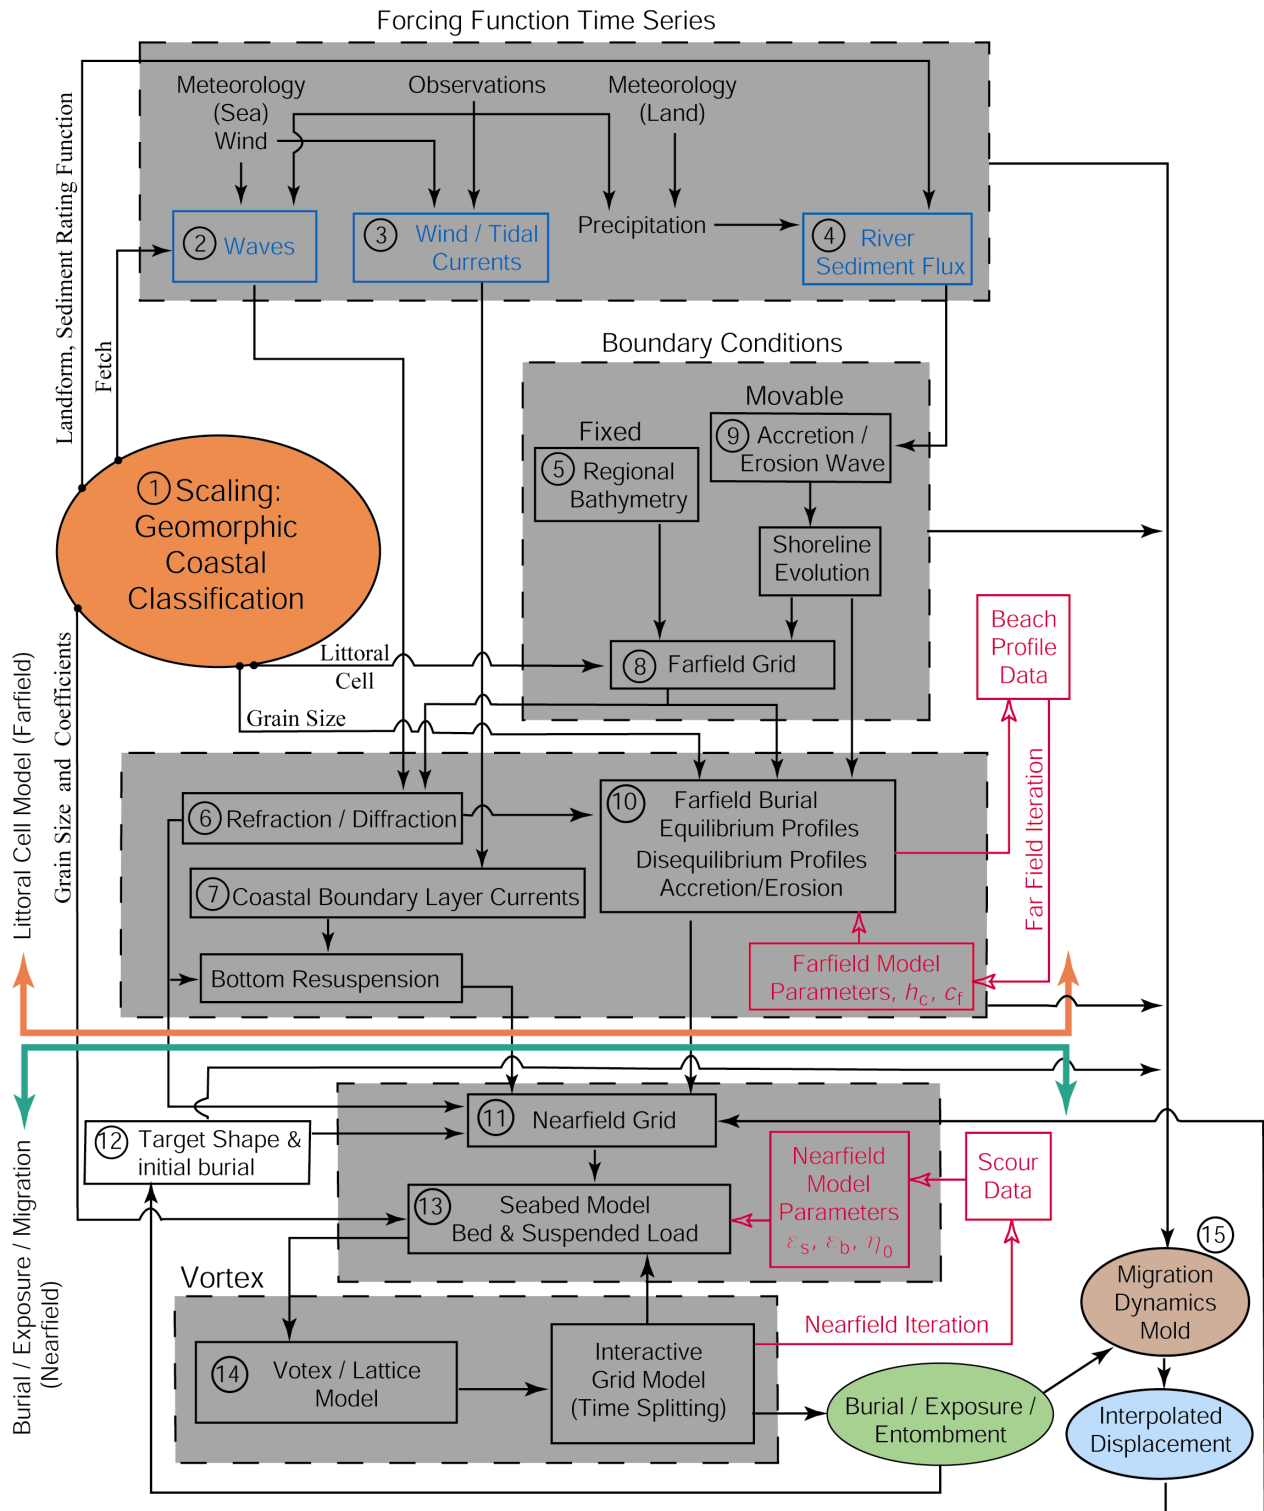 Forcing Function Time Series
Meteorology
(Sea)
Wind
Observations
Meteorology
(Land)
2 Waves
3 Wind / Tidal
Currents
Precipitation
4 River
Sediment Flux
Landform, Sediment Rating Function
Fetch
Boundary Conditions
Movable
Fixed
9 Accretion /
Erosion Wave
5 Regional
Bathymetry
Shoreline
Evolution
8 Farfield Grid
1 Scaling:
Geomorphic
Coastal
Classification
Littoral
Cell
Grain Size
Grain Size and Coefficients
Littoral Cell Model (Farfield)
Beach
Profile
Data
Far Field Iteration
6 Refraction / Diffraction
10 Farfield Burial
Equilibrium Profiles
Disequilibrium Profiles
Accretion/Erosion
7 Coastal Boundary Layer Currents
Bottom Resuspension
Farfield Model
Parameters, hc, cf
11 Nearfield Grid
12 Target Shape &
initial burial
13 Seabed Model
Bed & Suspended Load
Nearfield
Model
Parameters
εs, εb, η0
Scour
Data
Burial / Exposure / Migration
(Nearfield)
Vortex
14 Votex / Lattice
Model
Interactive
Grid Model
(Time Splitting)
Nearfield Iteration
Burial / Exposure /
Entombment
15
Migration
Dynamics
Mold
Interpolated
Displacement